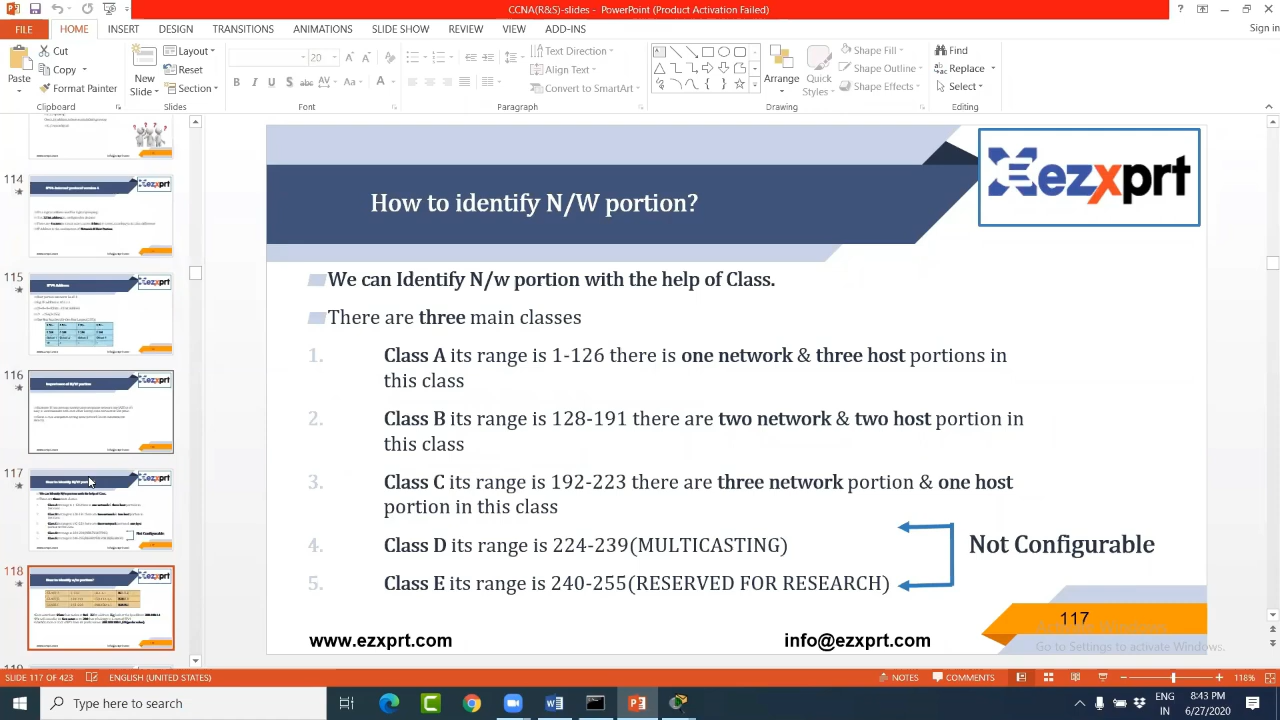 CCNA(R&S)-slides - PowerPoint (Product Activation Failed)
FILE HOME INSERT DESIGN TRANSITIONS ANIMATIONS SLIDE SHOW REVIEW VIEW ADD-INS Sign in
Paste
Cut
Copy
Format Painter
Clipboard
New
Slide
Layout
Reset
Section
Slides
20
B I U S abc AV Aa A
Font
Text Direction
Align Text
Convert to SmartArt
Paragraph
Arrange
Quick
Styles
Shape Fill
Shape Outline
Shape Effects
Drawing
Find
Replace
Select
Editing
114
115
116
117
118
ezxprt
How to identify N/W portion?
We can Identify N/w portion with the help of Class.
There are three main classes
1. Class A its range is 1-126 there is one network & three host portions in
this class
2. Class B its range is 128-191 there are two network & two host portion in
this class
3. Class C its range is 192-223 there are three network portion & one host
portion in this class
4. Class D its range is 224-239(MULTICASTING)
5. Class E its range is 240-255(RESERVED FOR RESEARCH)
Not Configurable
117
www.ezxprt.com info@ezxprt.com
Activate Windows
Go to Settings to activate Windows.
SLIDE 117 OF 423 ENGLISH (UNITED STATES) NOTES COMMENTS 118%
Type here to search
ENG
IN
8:43 PM
6/27/2020